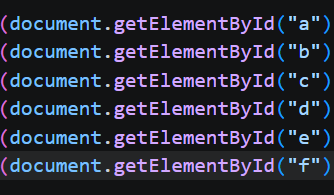 (document.getElementById("a")
(document.getElementById("b")
(document.getElementById("c")
(document.getElementById("d")
(document.getElementById("e")
(document.getElementById("f")